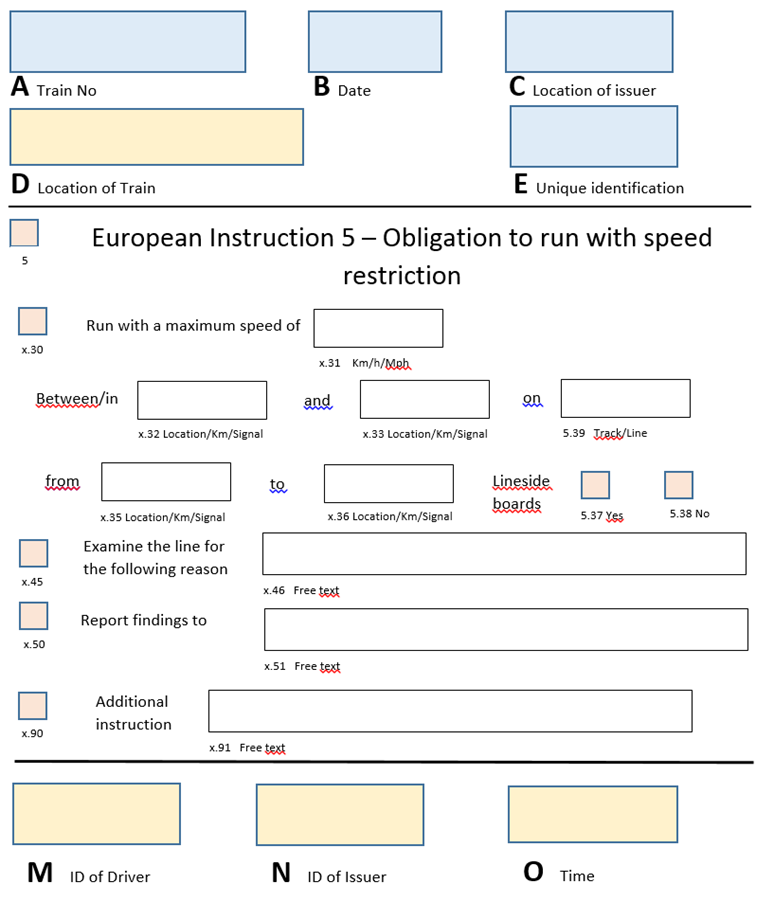 A Train No
B Date
C Location of issuer
D Location of Train
E Unique identification
5
European Instruction 5 – Obligation to run with speed
restriction
x.30
Run with a maximum speed of
x.31 Km/h/Mph
Between/in
x.32 Location/Km/Signal
and
x.33 Location/Km/Signal
on
5.39 Track/Line
from
x.35 Location/Km/Signal
to
x.36 Location/Km/Signal
Lineside
boards
5.37 Yes
5.38 No
x.45
Examine the line for
the following reason
x.46 Free text
x.50
Report findings to
x.51 Free text
x.90
Additional
instruction
x.91 Free text
M ID of Driver
N ID of Issuer
O Time